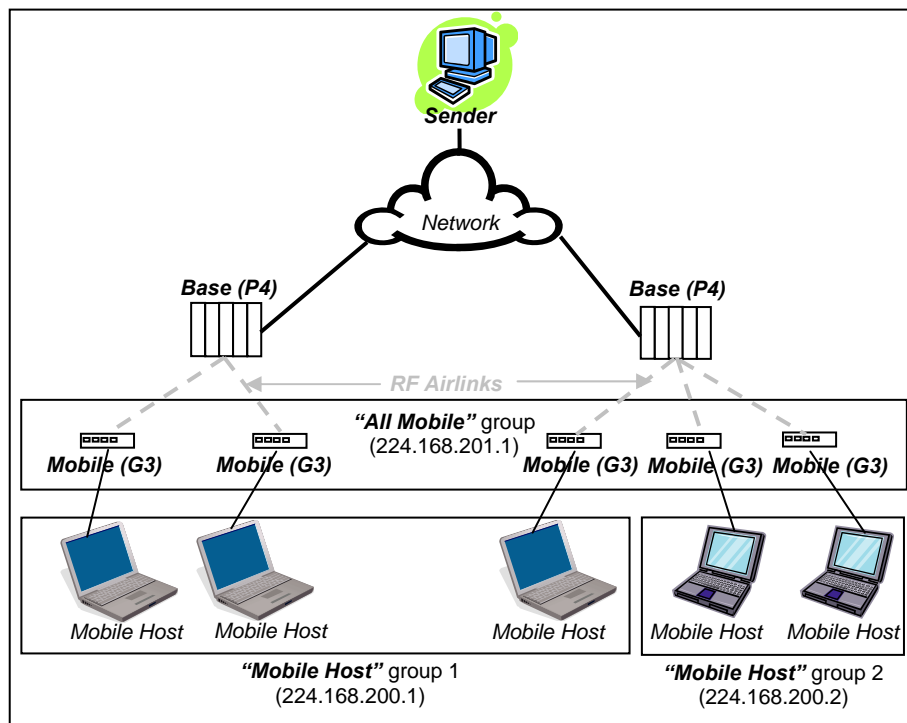 Sender
Network
Base (P4)
Base (P4)
RF Airlinks
“All Mobile” group
(224.168.201.1)
Mobile (G3)
Mobile (G3)
Mobile (G3)
Mobile (G3)
Mobile (G3)
Mobile Host
Mobile Host
Mobile Host
Mobile Host
Mobile Host
“Mobile Host” group 1
(224.168.200.1)
“Mobile Host” group 2
(224.168.200.2)